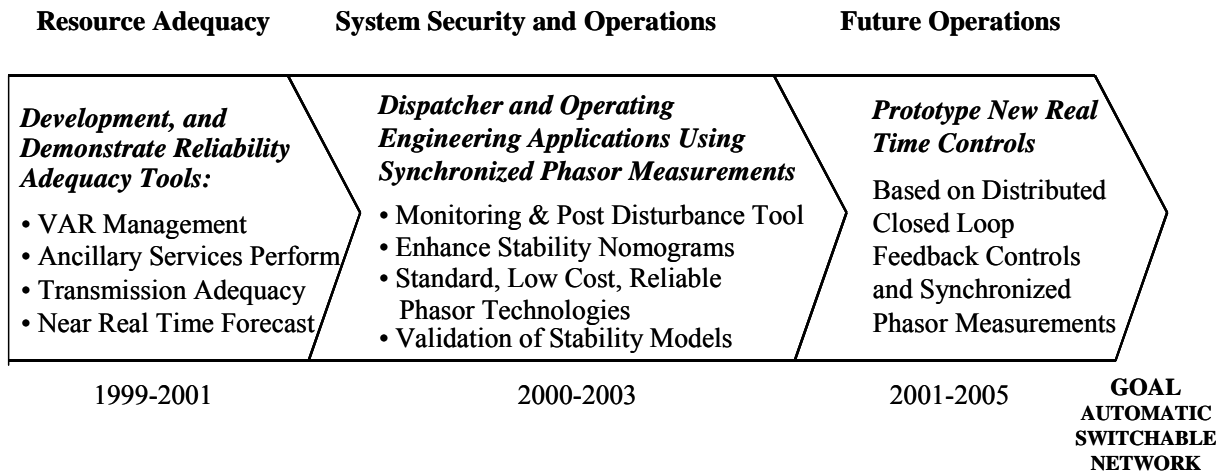 Resource Adequacy
System Security and Operations
Future Operations
Development, and
Demonstrate Reliability
Adequacy Tools:
• VAR Management
• Ancillary Services Perform
• Transmission Adequacy
• Near Real Time Forecast
Dispatcher and Operating
Engineering Applications Using
Synchronized Phasor Measurements
• Monitoring & Post Disturbance Tool
• Enhance Stability Nomograms
• Standard, Low Cost, Reliable
Phasor Technologies
• Validation of Stability Models
Prototype New Real
Time Controls
Based on Distributed
Closed Loop
Feedback Controls
and Synchronized
Phasor Measurements
1999-2001
2000-2003
2001-2005
GOAL
AUTOMATIC
SWITCHABLE
NETWORK